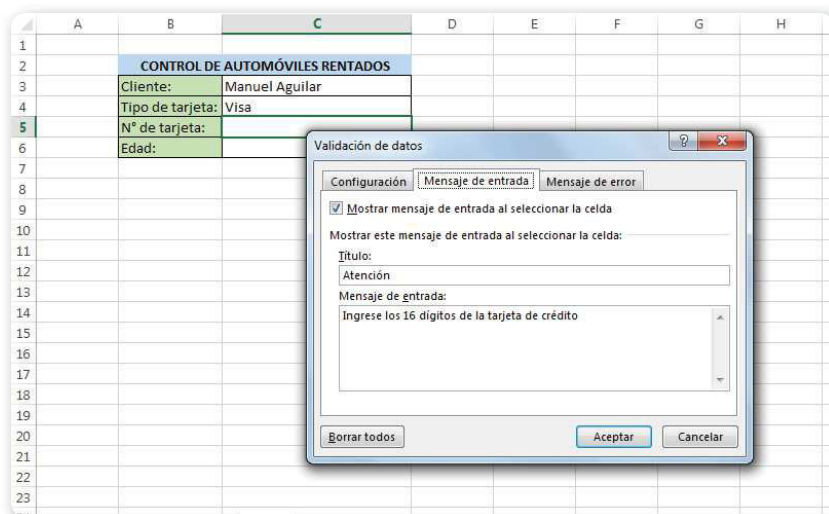 A B C D E F G H
1
2 CONTROL DE AUTOMÓVILES RENTADOS
3 Cliente: Manuel Aguilar
4 Tipo de tarjeta: Visa
5 N° de tarjeta:
6 Edad:
7
8
9
10
11
12
13
14
15
16
17
18
19
20
21
22
23
Validación de datos
Configuración Mensaje de entrada Mensaje de error
Mostrar mensaje de entrada al seleccionar la celda
Mostrar este mensaje de entrada al seleccionar la celda:
Título:
Atención
Mensaje de entrada:
Ingrese los 16 dígitos de la tarjeta de crédito
Borrar todos Aceptar Cancelar